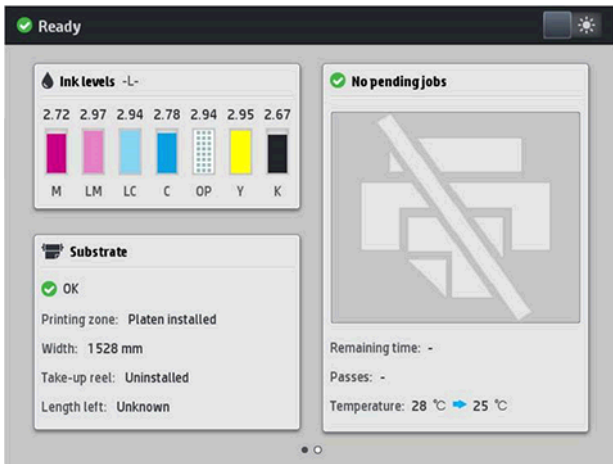 Ready
Ink levels -L-
2.72 2.97 2.94 2.78 2.94 2.95 2.67
M LM LC C OP Y K
Substrate
OK
Printing zone: Platen installed
Width: 1528 mm
Take-up reel: Uninstalled
Length left: Unknown
No pending jobs
Remaining time: -
Passes: -
Temperature: 28 °C 25 °C